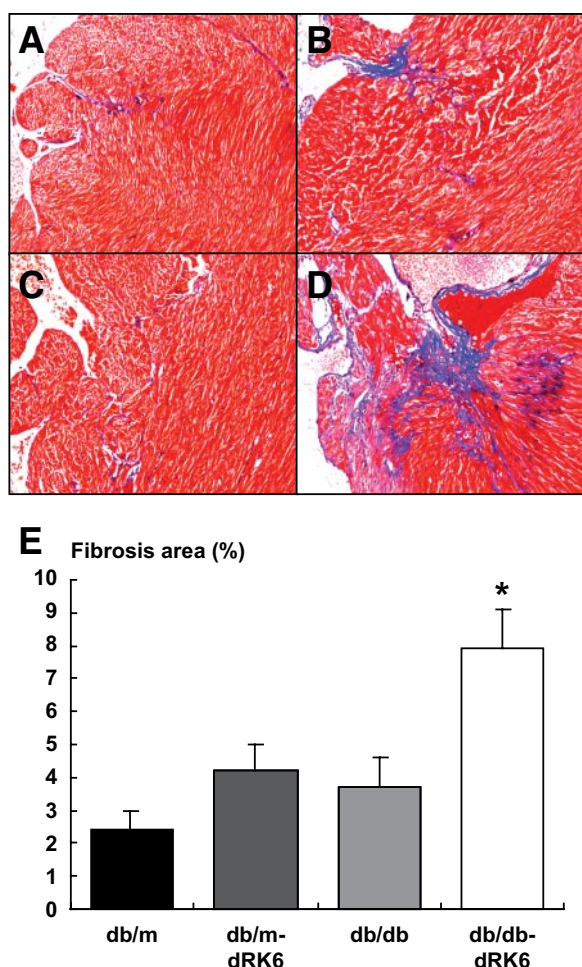 A
B
C
D
E Fibrosis area (%)
10
9
8
7
6
5
4
3
2
1
0
*
db/m
db/m-
dRK6
db/db
db/db-
dRK6